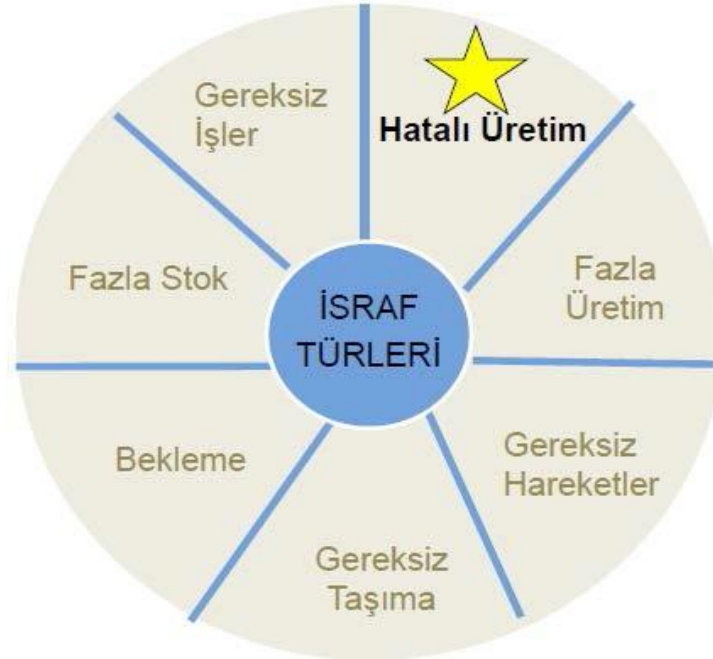 Gereksiz
İşler
Hatalı Üretim
Fazla Stok
Fazla
Üretim
İSRAF
TÜRLERİ
Bekleme
Gereksiz
Hareketler
Gereksiz
Taşıma